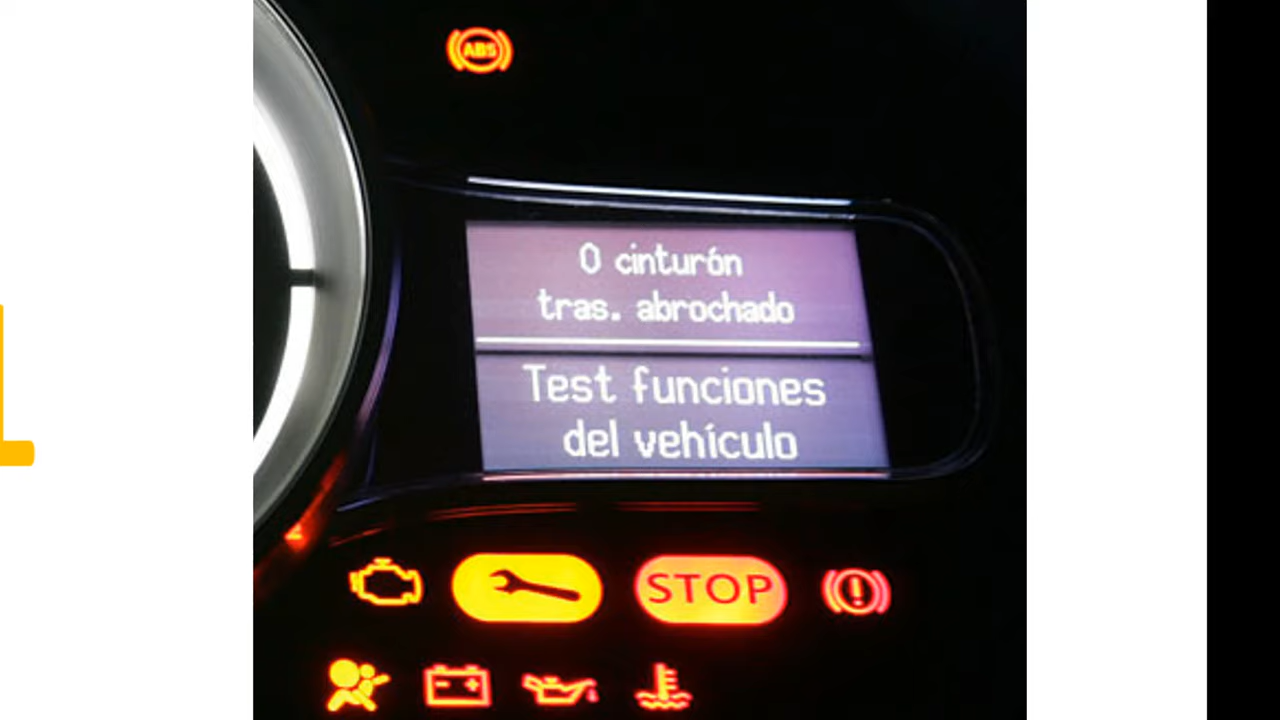 ABS
0 cinturón
tras. abrochado
Test funciones
del vehículo
STOP